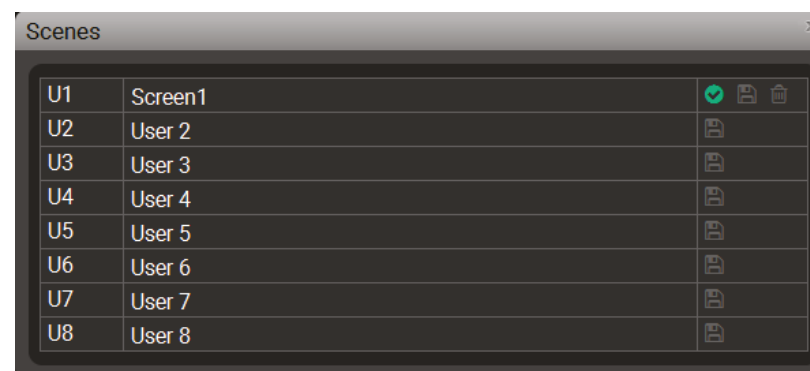 Scenes
U1 Screen1
U2 User 2
U3 User 3
U4 User 4
U5 User 5
U6 User 6
U7 User 7
U8 User 8